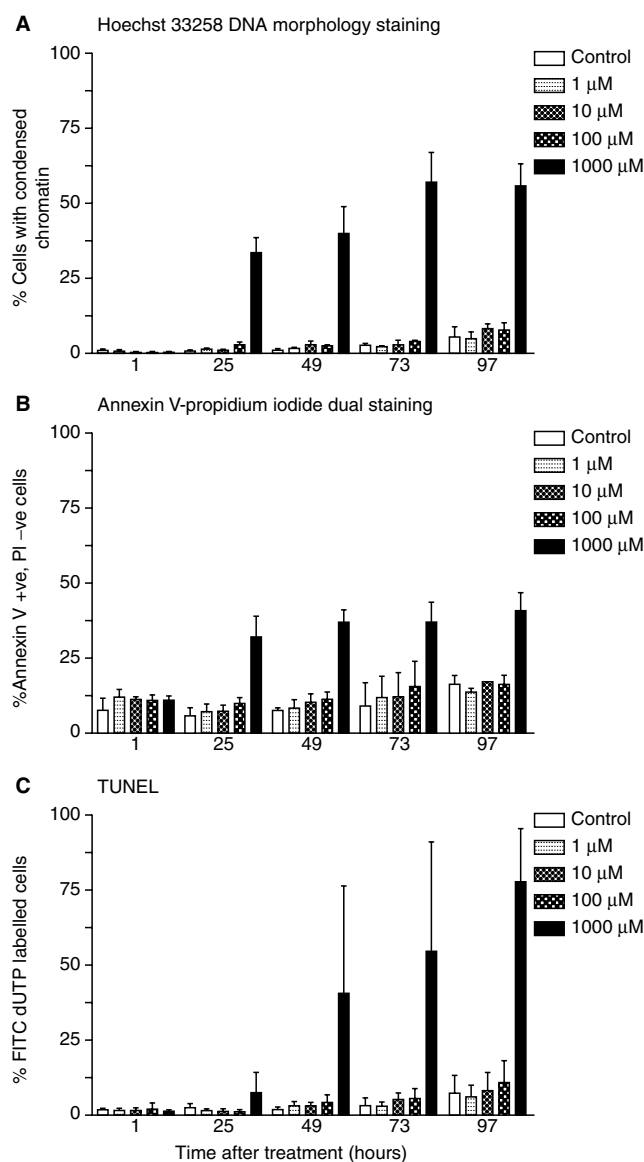 A Hoechst 33258 DNA morphology staining
100
75
50
25
0
% Cells with condensed
chromatin
1 25 49 73 97
Control
1 μM
10 μM
100 μM
1000 μM
B Annexin V-propidium iodide dual staining
100
75
50
25
0
%Annexin V +ve, PI –ve cells
1 25 49 73 97
Control
1 μM
10 μM
100 μM
1000 μM
C TUNEL
100
75
50
25
0
% FITC dUTP labelled cells
1 25 49 73 97
Time after treatment (hours)
Control
1 μM
10 μM
100 μM
1000 μM